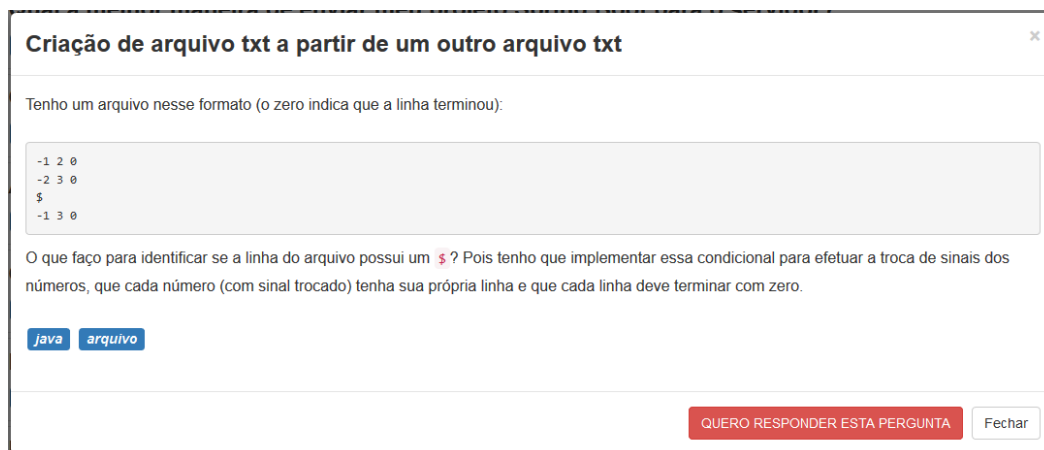 Criação de arquivo txt a partir de um outro arquivo txt
×
Tenho um arquivo nesse formato (o zero indica que a linha terminou):
-1 2 0
-2 3 0
$
-1 3 0
O que faço para identificar se a linha do arquivo possui um $? Pois tenho que implementar essa condicional para efetuar a troca de sinais dos
números, que cada número (com sinal trocado) tenha sua própria linha e que cada linha deve terminar com zero.
java arquivo
QUERO RESPONDER ESTA PERGUNTA Fechar